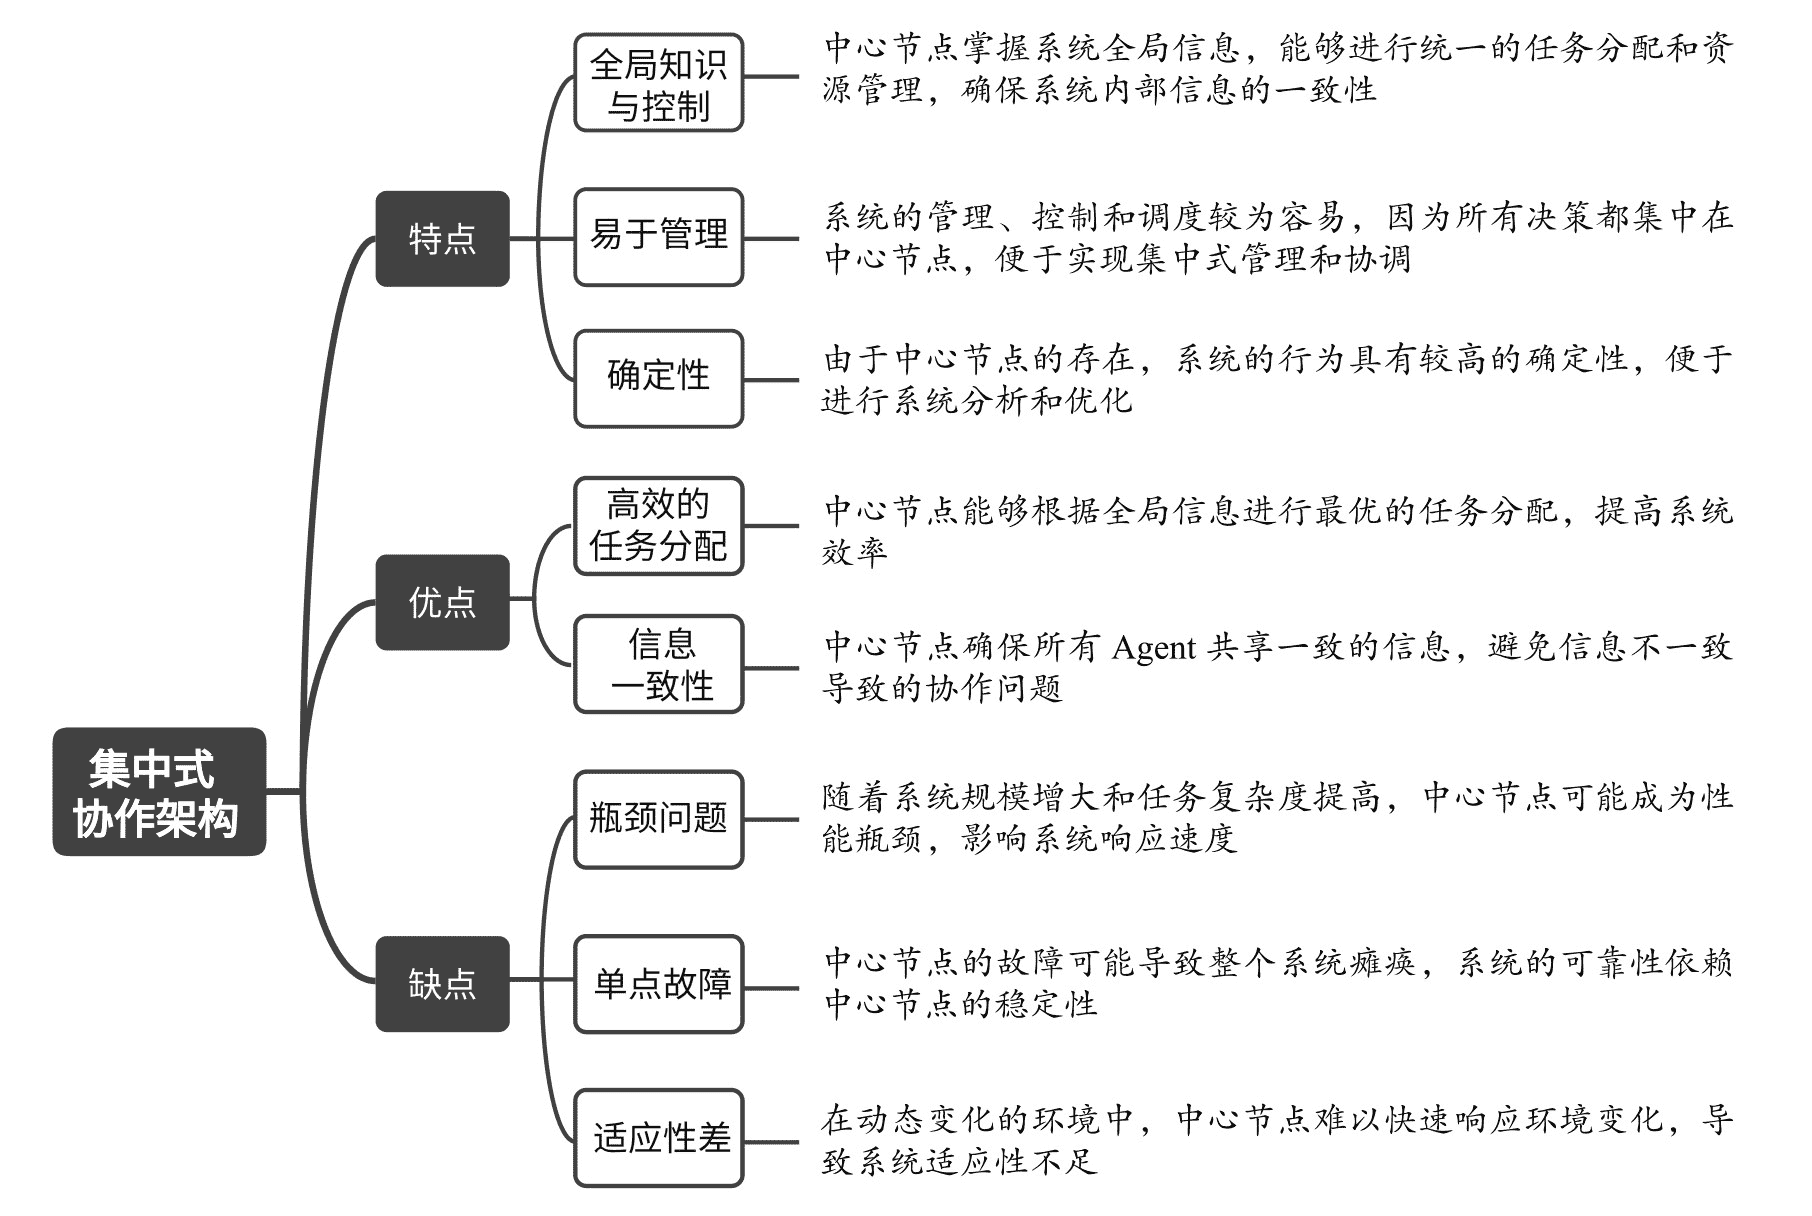 集中式
协作架构
特点
全局知识
与控制
中心节点掌握系统全局信息，能够进行统一的任务分配和资
源管理，确保系统内部信息的一致性
易于管理
系统的管理、控制和调度较为容易，因为所有决策都集中在
中心节点，便于实现集中式管理和协调
确定性
由于中心节点的存在，系统的行为具有较高的确定性，便于
进行系统分析和优化
优点
高效的
任务分配
中心节点能够根据全局信息进行最优的任务分配，提高系统
效率
信息
一致性
中心节点确保所有 Agent 共享一致的信息，避免信息不一致
导致的协作问题
缺点
瓶颈问题
随着系统规模增大和任务复杂度提高，中心节点可能成为性
能瓶颈，影响系统响应速度
单点故障
中心节点的故障可能导致整个系统瘫痪，系统的可靠性依赖
中心节点的稳定性
适应性差
在动态变化的环境中，中心节点难以快速响应环境变化，导
致系统适应性不足